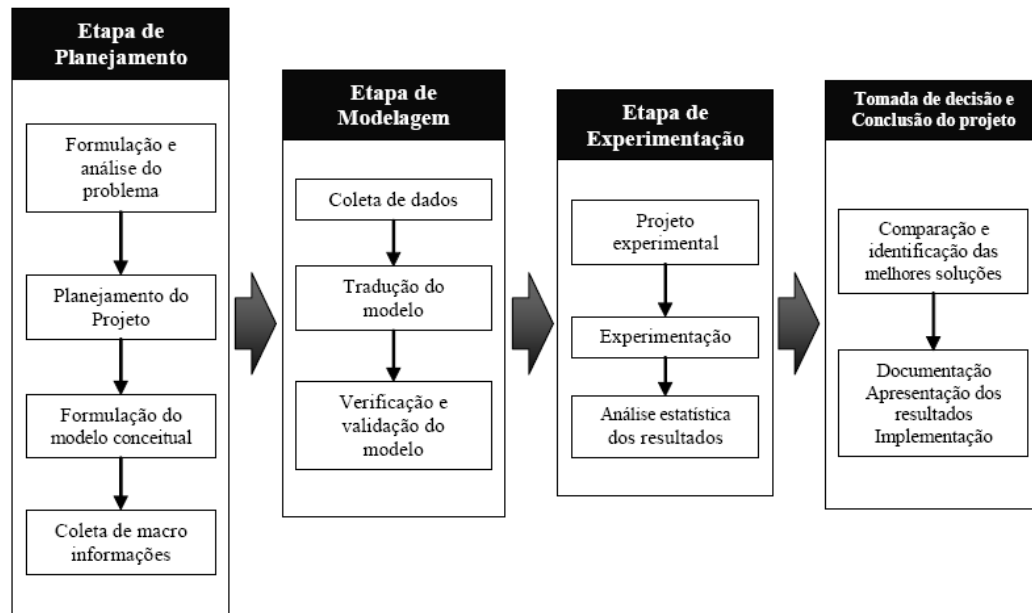 Etapa de
Planejamento
Formulação e
análise do
problema
Planejamento do
Projeto
Formulação do
modelo conceitual
Coleta de macro
informações
Etapa de
Modelagem
Coleta de dados
Tradução do
modelo
Verificação e
validação do
modelo
Etapa de
Experimentação
Projeto
experimental
Experimentação
Análise estatística
dos resultados
Tomada de decisão e
Conclusão do projeto
Comparação e
identificação das
melhores soluções
Documentação
Apresentação dos
resultados
Implementação